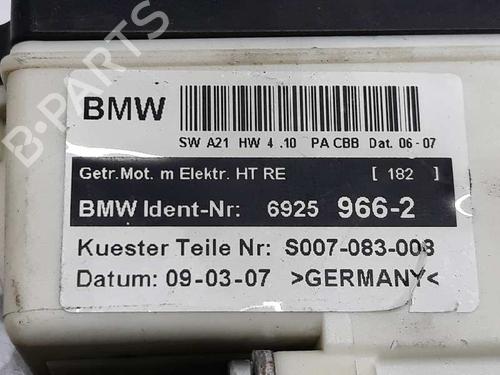 BMW
SW A21 HW 4 .10 PA CBB Dat. 06-07
Getr.Mot. m Elektr. HT RE [ 182 ]
BMW Ident-Nr: 6925 966-2
Kuester Teile Nr: S007-083-008
Datum: 09-03-07 >GERMANY<
B-PARTS